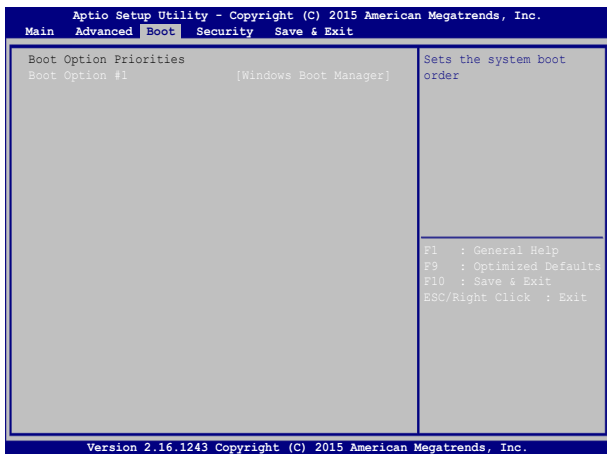 Aptio Setup Utility - Copyright (C) 2015 American Megatrends, Inc.
Main Advanced Boot Security Save & Exit
Boot Option Priorities
Boot Option #1 [Windows Boot Manager]
Sets the system boot
order
F1 : General Help
F9 : Optimized Defaults
F10 : Save & Exit
ESC/Right Click : Exit
Version 2.16.1243 Copyright (C) 2015 American Megatrends, Inc.